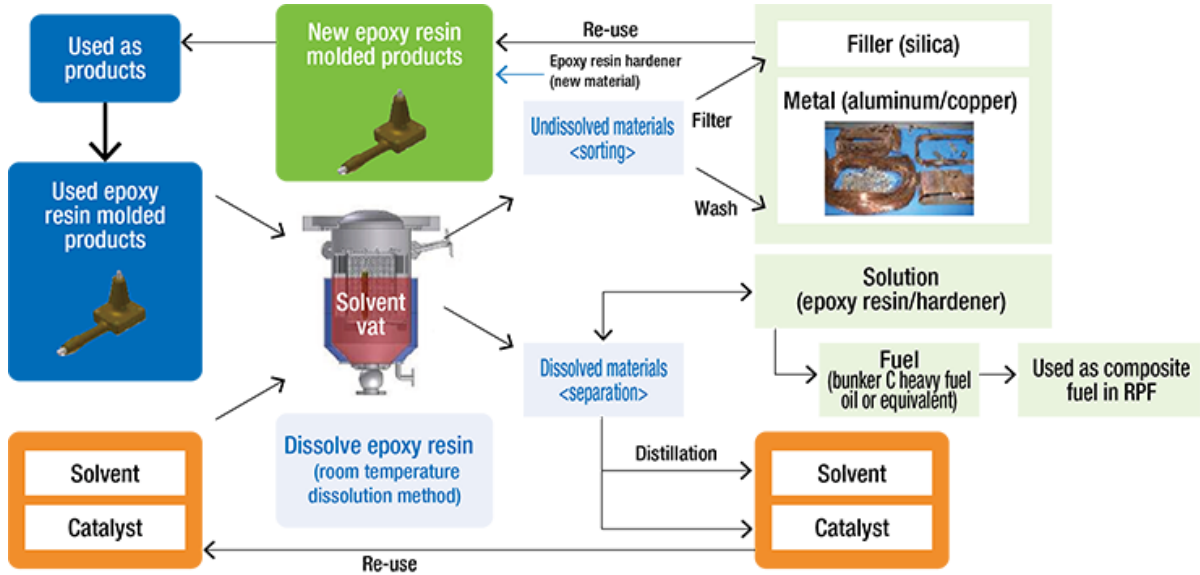 Used as
products
New epoxy resin
molded products
Re-use
Epoxy resin hardener
(new material)
Filler (silica)
Metal (aluminum/copper)
Undissolved materials
<sorting>
Filter
Wash
Used epoxy
resin molded
products
Solvent
vat
Solution
(epoxy resin/hardener)
Dissolved materials
<separation>
Fuel
(bunker C heavy fuel
oil or equivalent)
Used as composite
fuel in RPF
Dissolve epoxy resin
(room temperature
dissolution method)
Solvent
Catalyst
Distillation
Solvent
Catalyst
Re-use